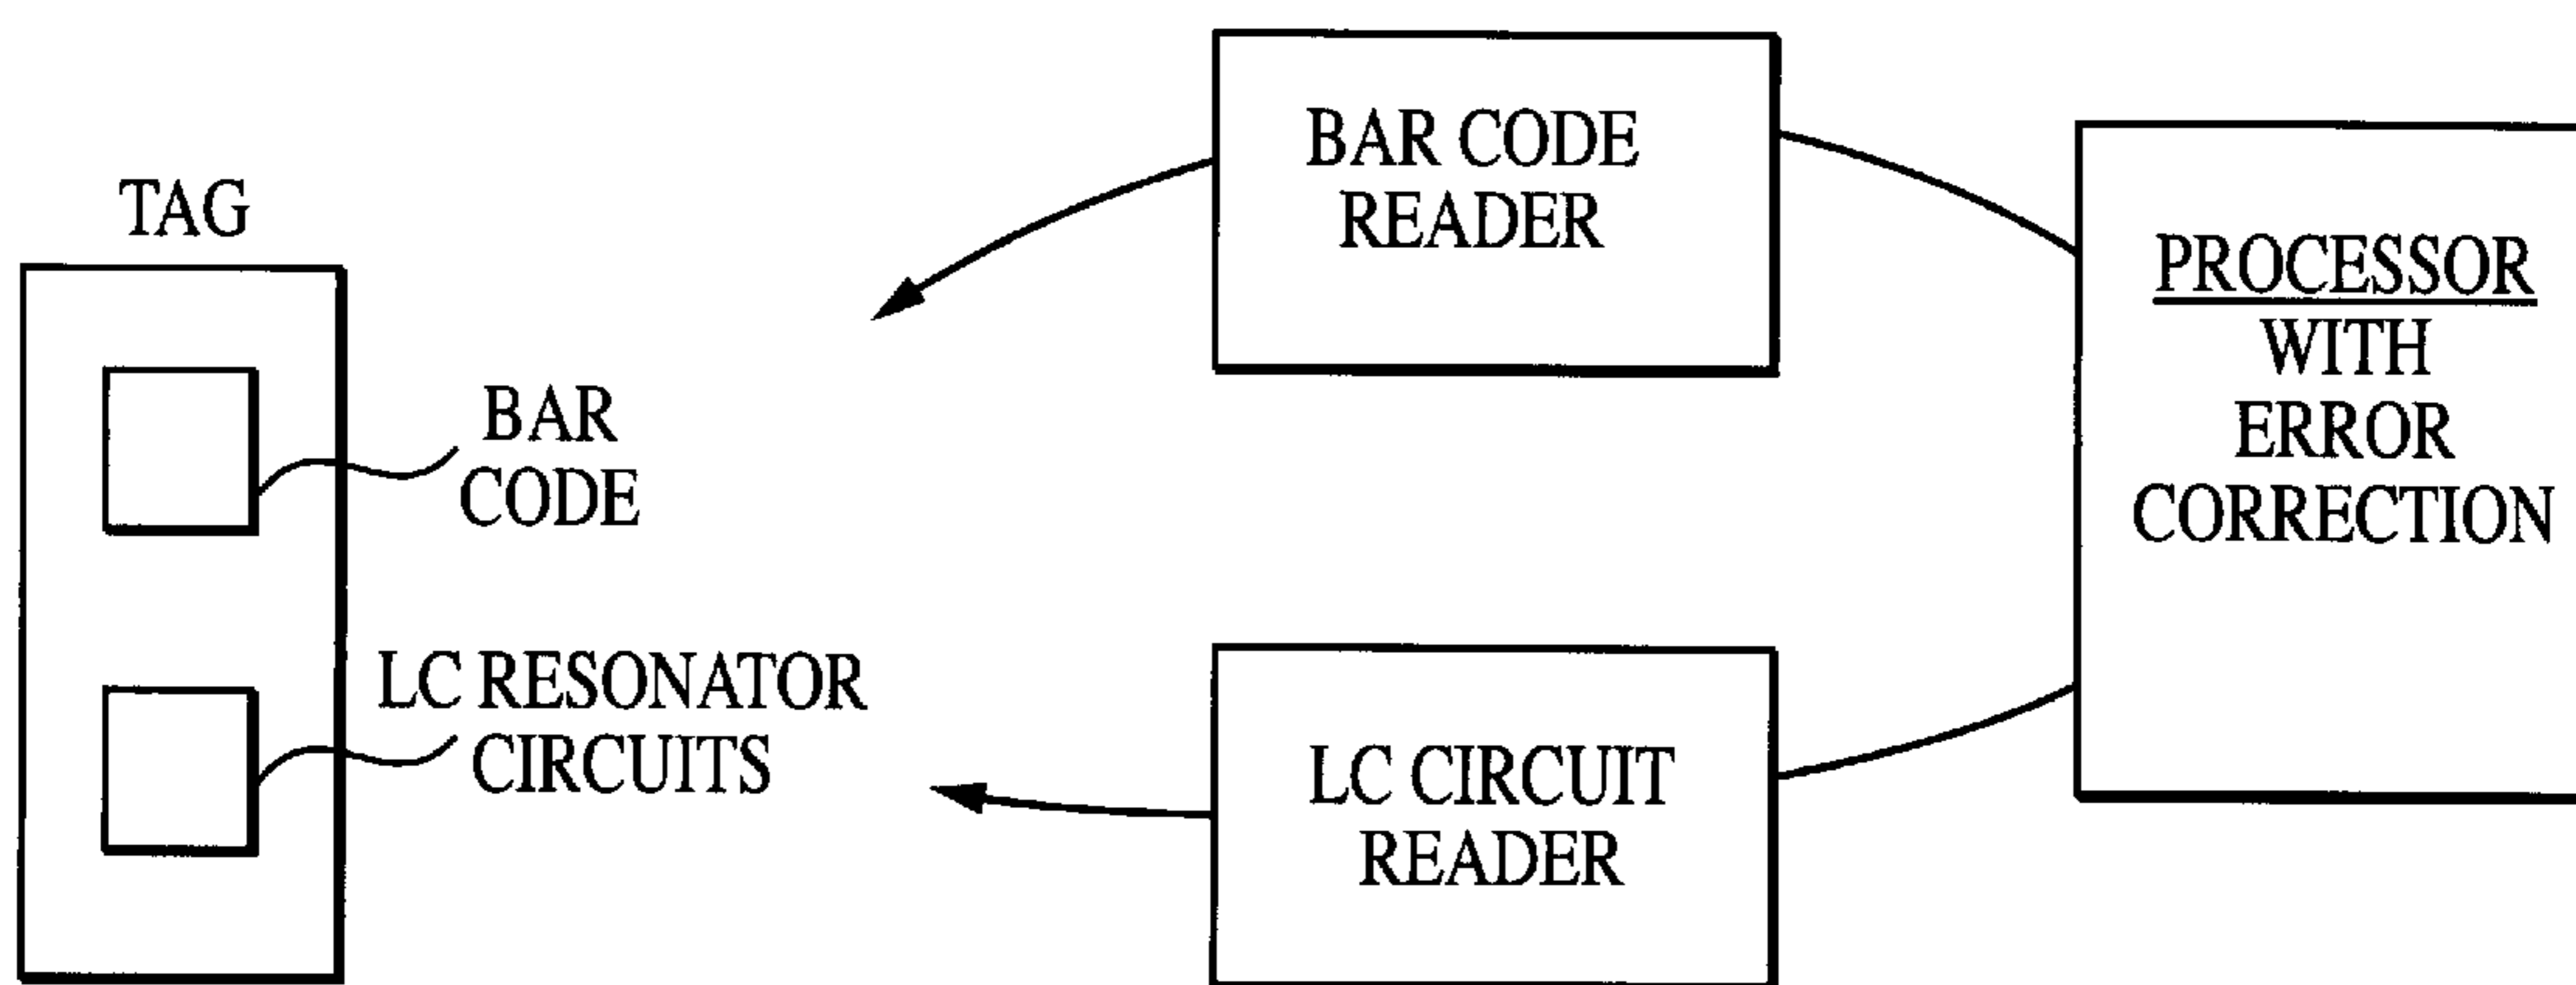 TAG
BAR
CODE
LC RESONATOR
CIRCUITS
BAR CODE
READER
LC CIRCUIT
READER
PROCESSOR
WITH
ERROR
CORRECTION